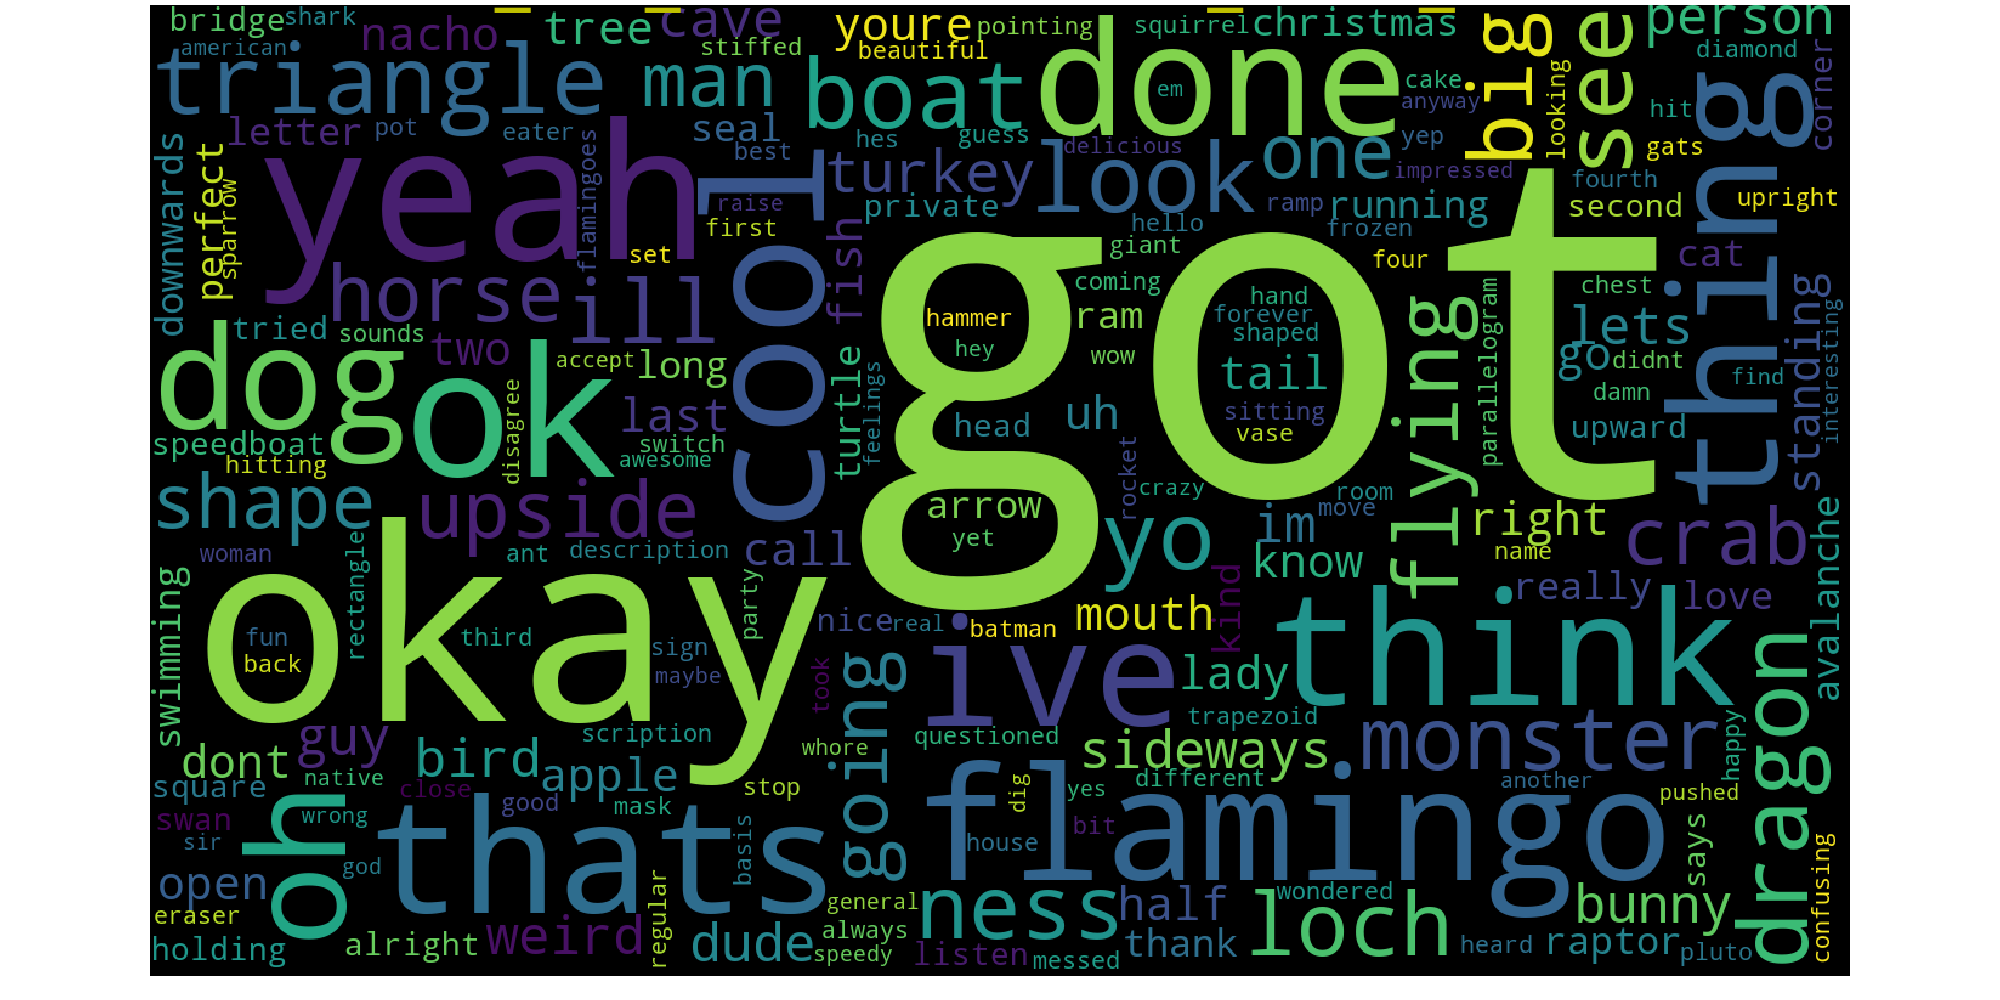 bridge
shark
american
nacho
tree
cave
stiffed
youre
beautiful
pointing
squirrel
christmas
person
diamond
triangle
man
boat
done
em
cake
anyway
big
looking
see
thing
corner
letter
pot
eater
seal
best
hes
guess
delicious
yep
hit
gats
impressed
downwards
perfect
sparrow
yeah
flamingoes
cool
raise
first
turkey
private
look
one
hello
ramp
running
frozen
fourth
second
upright
horse
set
ill
fish
giant
coming
got
four
cat
chest
standing
interesting
tried
sounds
two
accept
long
turtle
feelings
hammer
hey
ram
wow
hand
forever
shaped
tail
sitting
vase
flying
parallelogram
lets
go
didnt
damn
find
upward
dog
ok
disagree
last
switch
awesome
speedboat
hitting
head
uh
rocket
crazy
room
move
im
know
right
name
crab
avalanche
shape
upside
call
arrow
yet
yo
woman
rectangle
ant
description
party
swimming
okay
fun
back
third
sign
maybe
took
nice
real
batman
mouth
kind
really
love
ive
lady
think
dragon
trapezoid
questioned
guy
dont
native
bird
scription
whore
going
sideways
different
monster
happy
another
pushed
square
close
apple
good
mask
stop
dig
yes
flamingo
swan
wrong
sir
oh
god
thats
basis
house
bit
says
confusing
open
eraser
holding
alright
weird
regular
dude
general
always
speedy
ness
listen
messed
half
thank
wondered
loch
heard
bunny
raptor
pluto